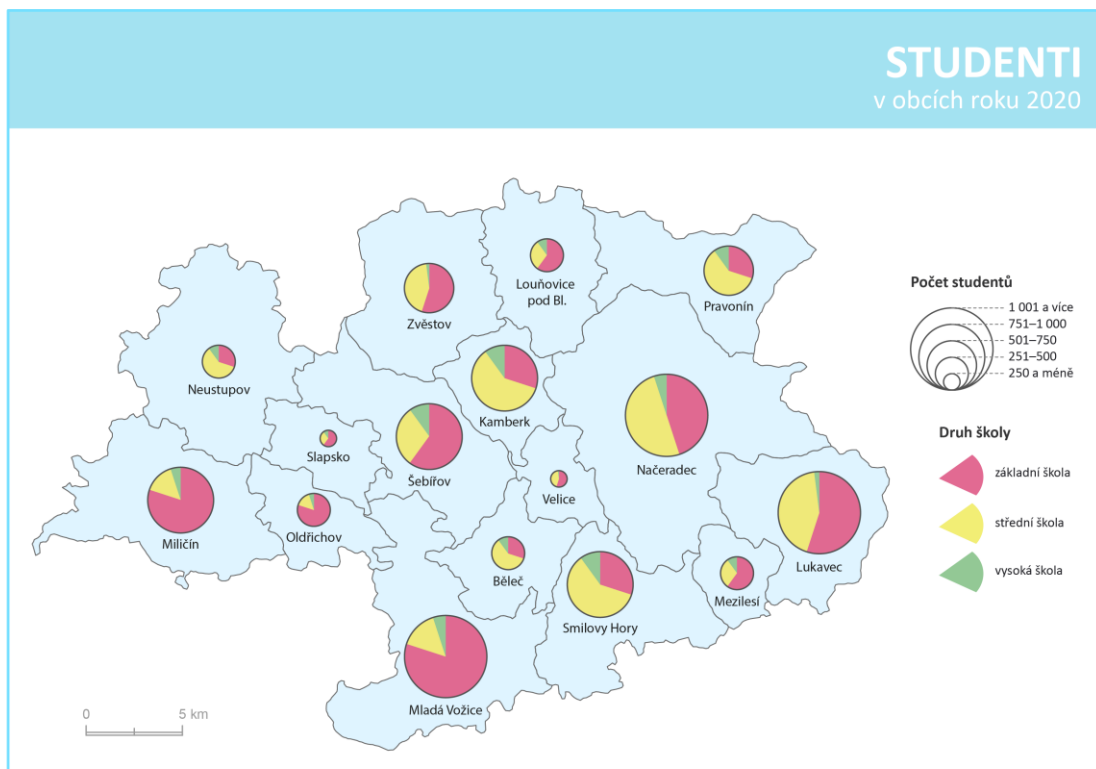 STUDENTI
v obcích roku 2020
Louňovice
pod Bl.
Pravonín
Zvěstov
Neustupov
Kamberk
Načeradec
Slapsko
Šebířov
Velice
Miličín
Oldřichov
Běleč
Lukavec
Mezilesí
Smilovy Hory
Mladá Vožice
Počet studentů
1 001 a více
751–1 000
501–750
251–500
250 a méně
Druh školy
základní škola
střední škola
vysoká škola
0 5 km